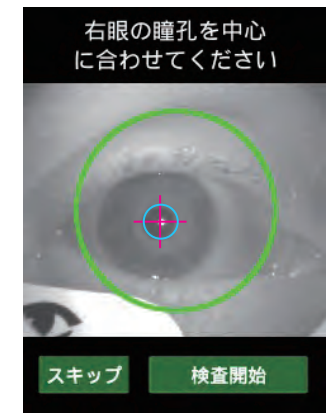 右眼の瞳孔を中心
に合わせてください
スキップ
検査開始